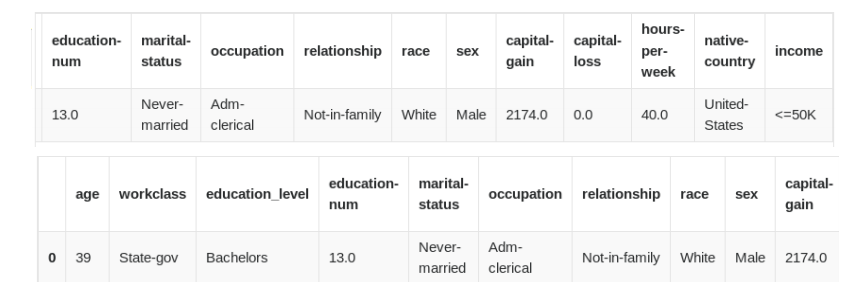 education-num marital-status occupation relationship race sex capital-gain capital-loss hours-per-week native-country income
13.0 Never-married Adm-clerical Not-in-family White Male 2174.0 0.0 40.0 United-States <=50K
age workclass education_level education-num marital-status occupation relationship race sex capital-gain
0 39 State-gov Bachelors 13.0 Never-married Adm-clerical Not-in-family White Male 2174.0